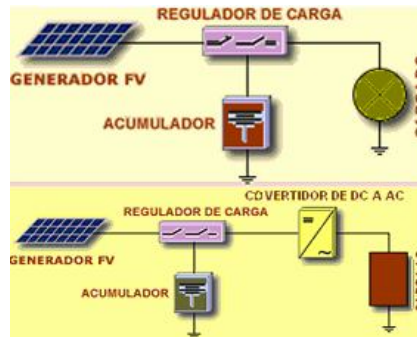 REGULADOR DE CARGA
GENERADOR FV
ACUMULADOR
COVERTIDOR DE DC A AC
REGULADOR DE CARGA
GENERADOR FV
ACUMULADOR